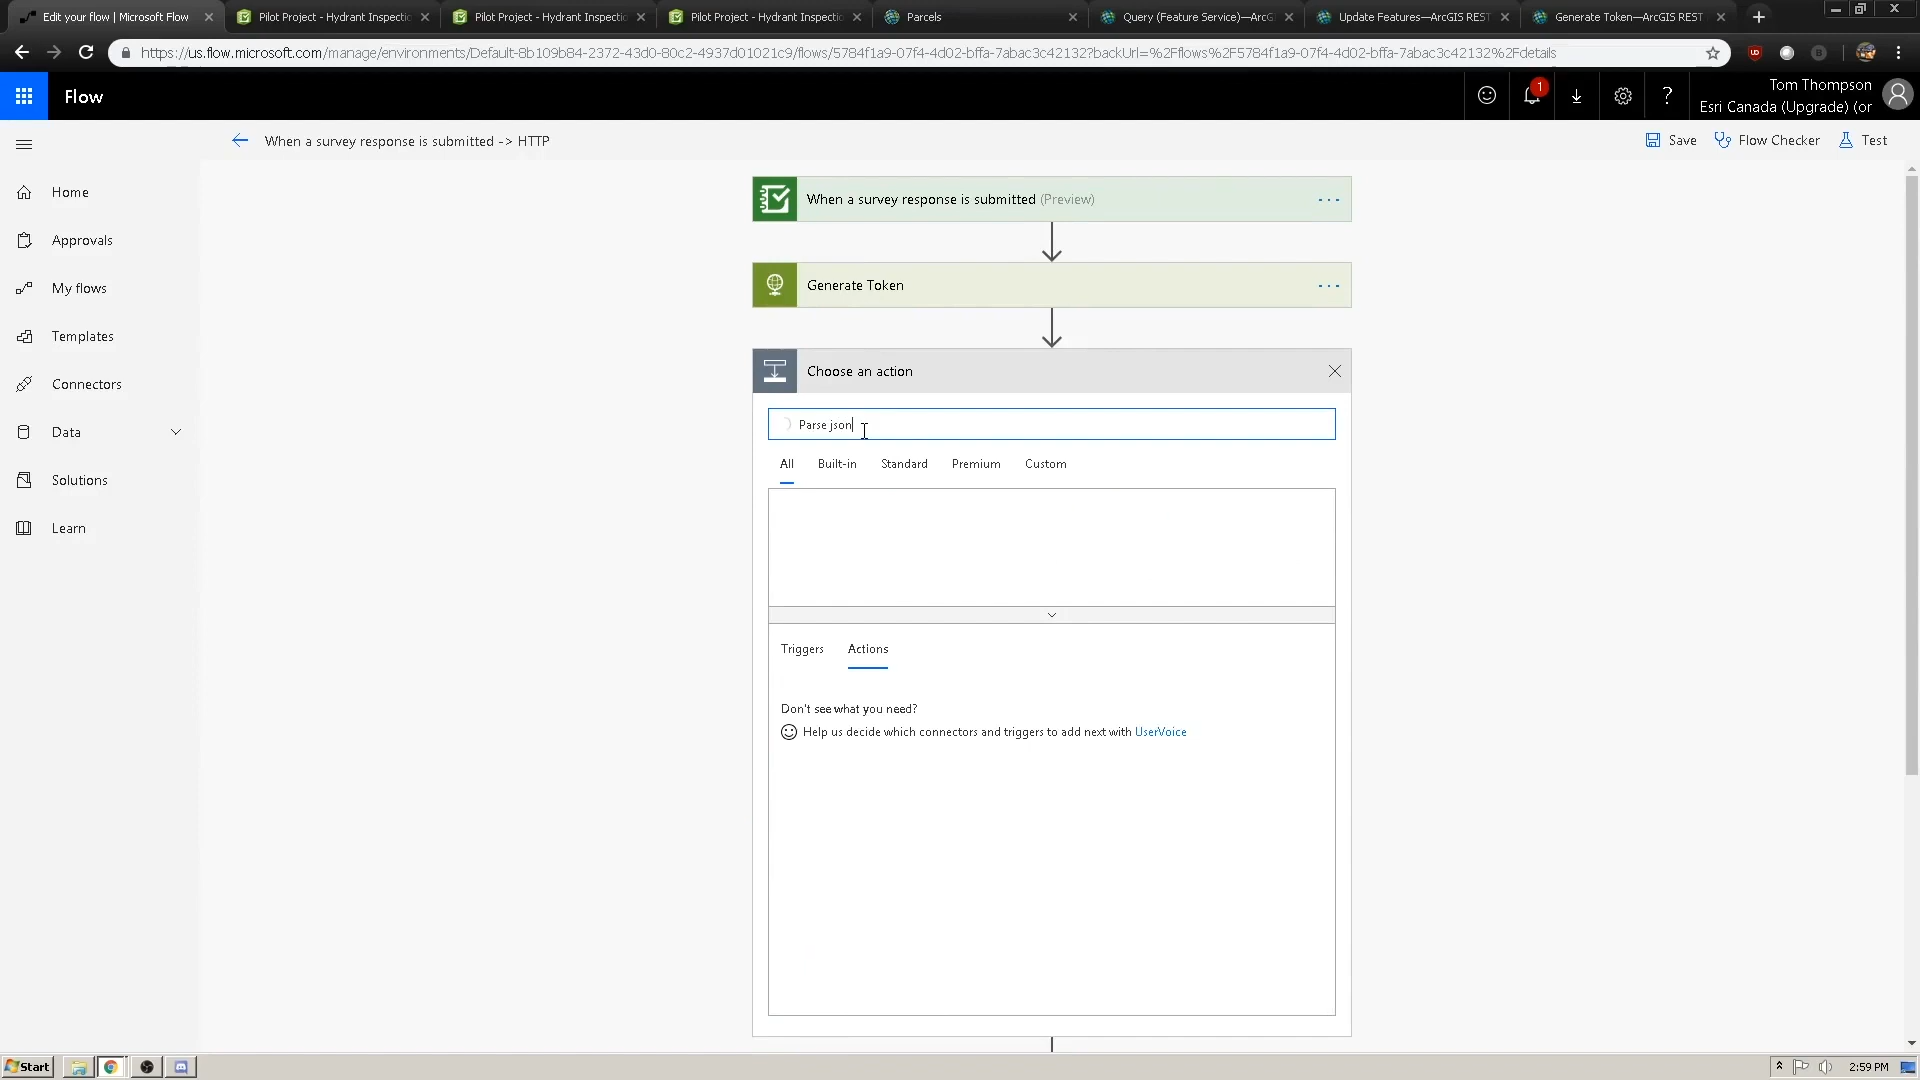 Edit your flow | Microsoft Flow
Pilot Project - Hydrant Inspectio
Pilot Project - Hydrant Inspectio
Pilot Project - Hydrant Inspectio
Parcels
Query (Feature Service)—ArcG
Update Features—ArcGIS REST
Generate Token—ArcGIS REST
https://us.flow.microsoft.com/manage/environments/Default-8b109b84-2372-43d0-80c2-4937d01021c9/flows/5784f1a9-07f4-4d02-bffa-7abac3c42132?backUrl=%2Fflows%2F5784f1a9-07f4-4d02-bffa-7abac3c42132%2Fdetails
Flow
1
?
Tom Thompson
Esri Canada (Upgrade) (or
When a survey response is submitted -> HTTP
Save
Flow Checker
Test
Home
Approvals
My flows
Templates
Connectors
Data
Solutions
Learn
When a survey response is submitted (Preview)
Generate Token
Choose an action
Parse json
All
Built-in
Standard
Premium
Custom
Triggers
Actions
Don't see what you need?
Help us decide which connectors and triggers to add next with UserVoice
Start
2:59 PM